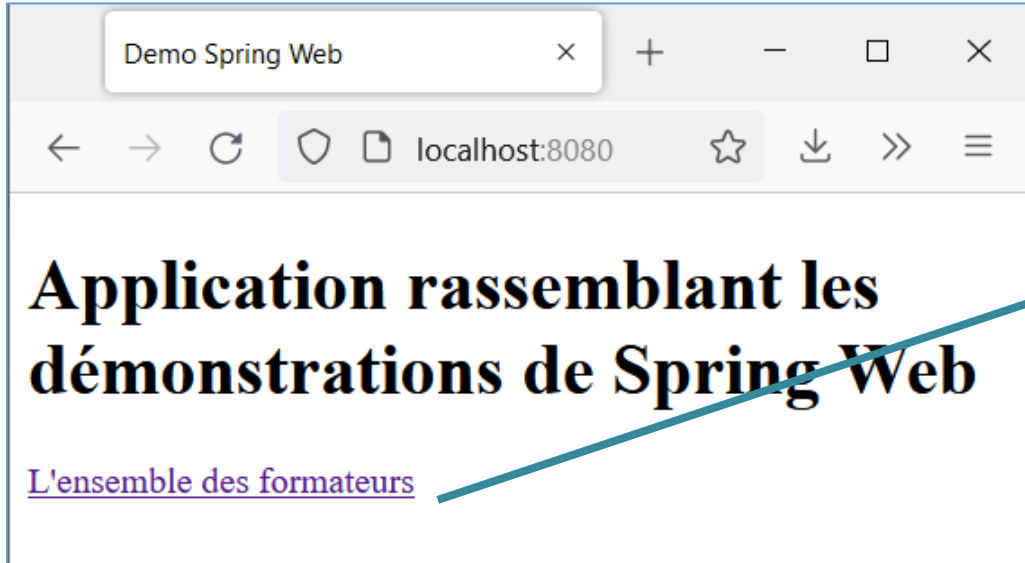 Demo Spring Web
localhost:8080
Application rassemblant les
démonstrations de Spring Web
L'ensemble des formateurs